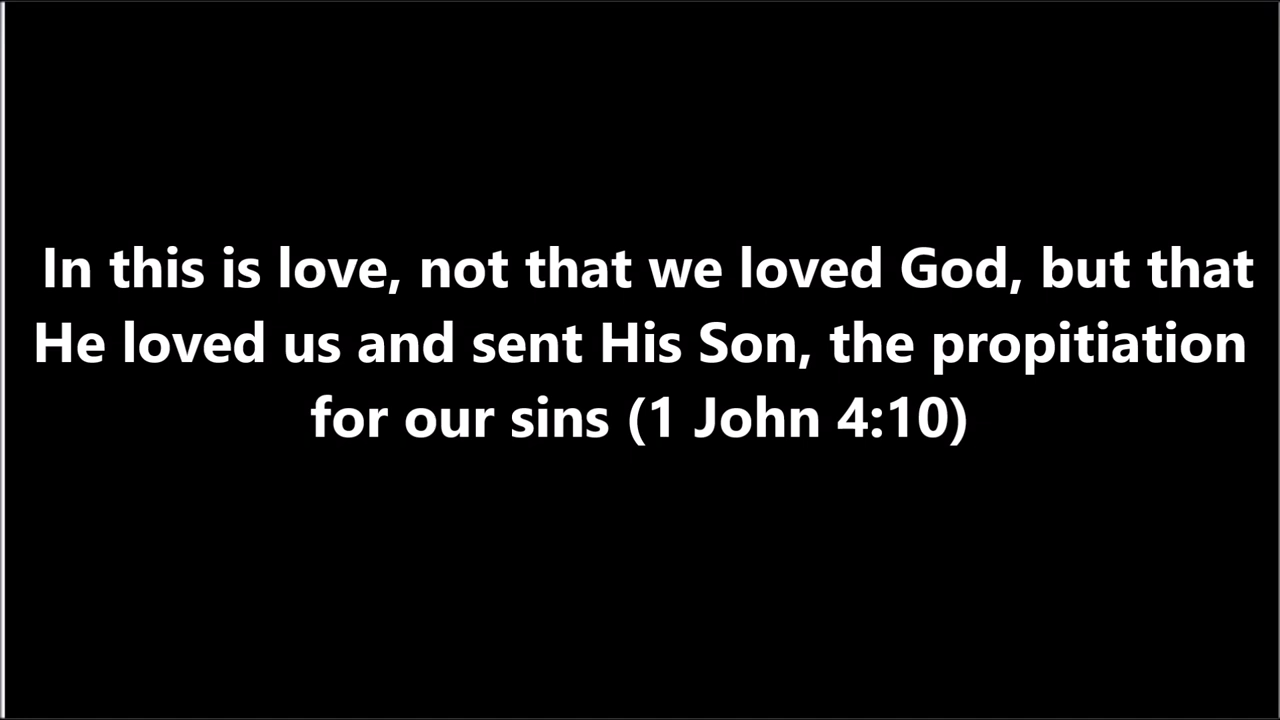 In this is love, not that we loved God, but that
He loved us and sent His Son, the propitiation
for our sins (1 John 4:10)